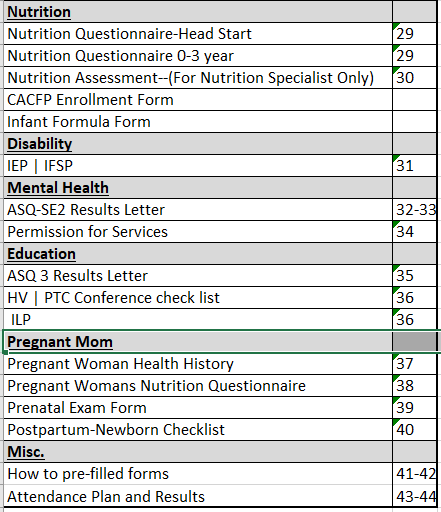 Nutrition
Nutrition Questionnaire-Head Start 29
Nutrition Questionnaire 0-3 year 29
Nutrition Assessment--(For Nutrition Specialist Only) 30
CACFP Enrollment Form
Infant Formula Form
Disability
IEP | IFSP 31
Mental Health
ASQ-SE2 Results Letter 32-33
Permission for Services 34
Education
ASQ 3 Results Letter 35
HV | PTC Conference check list 36
ILP 36
Pregnant Mom
Pregnant Woman Health History 37
Pregnant Womans Nutrition Questionnaire 38
Prenatal Exam Form 39
Postpartum-Newborn Checklist 40
Misc.
How to pre-filled forms 41-42
Attendance Plan and Results 43-44